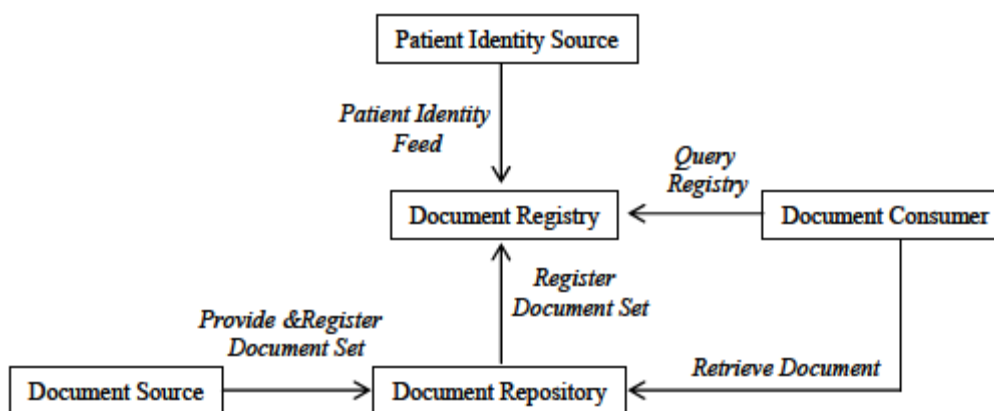 Patient Identity Source
Patient Identity
Feed
Query
Registry
Document Registry
Document Consumer
Register
Document Set
Provide &Register
Document Set
Retrieve Document
Document Source
Document Repository